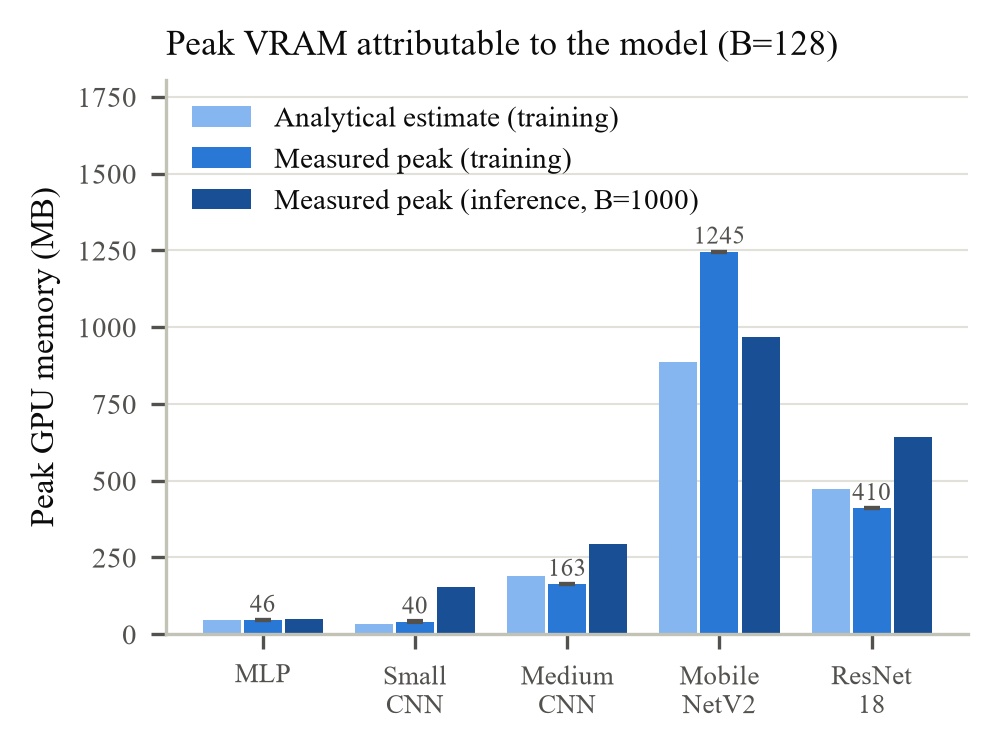 Peak VRAM attributable to the model (B=128)
Peak GPU memory (MB)
1750
1500
1250
1000
750
500
250
0
Analytical estimate (training)
Measured peak (training)
Measured peak (inference, B=1000)
46
40
163
1245
410
MLP
Small
CNN
Medium
CNN
Mobile
NetV2
ResNet
18